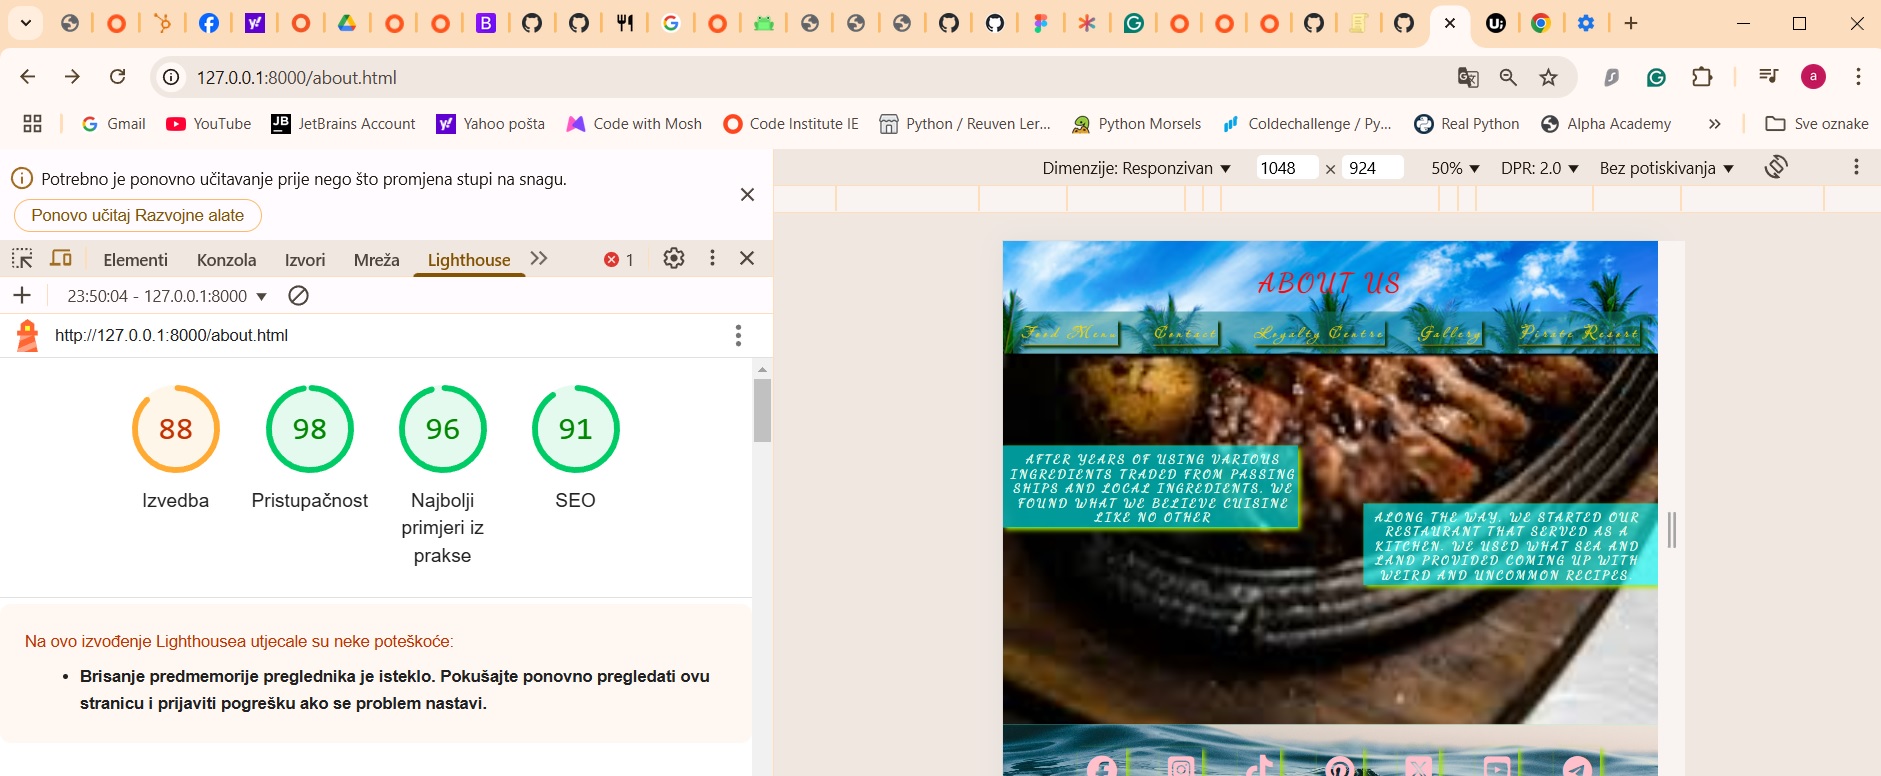 127.0.0.1:8000/about.html
a
Gmail
YouTube
JetBrains Account
Yahoo pošta
Code with Mosh
Code Institute IE
Python / Reuven Ler...
Python Morsels
Coldechallenge / Py...
Real Python
Alpha Academy
»
Sve oznake
Potrebno je ponovno učitavanje prije nego što promjena stupi na snagu.
Ponovo učitaj Razvojne alate
Dimenzije: Responzivan
1048 × 924
50%
DPR: 2.0
Bez potiskivanja
Elementi
Konzola
Izvori
Mreža
Lighthouse
1
23:50:04 - 127.0.0.1:8000
http://127.0.0.1:8000/about.html
88
98
96
91
Izvedba
Pristupačnost
Najbolji
primjeri iz
prakse
SEO
Na ovo izvođenje Lighthousea utjecale su neke poteškoće:
• Brisanje predmemorije preglednika je isteklo. Pokušajte ponovno pregledati ovu
stranicu i prijaviti pogrešku ako se problem nastavi.
ABOUT US
Food Menu
Contact
Loyalty Centre
Gallery
Pirate Resort
AFTER YEARS OF USING VARIOUS
INGREDIENTS TRADED FROM PASSING
SHIPS AND LOCAL INGREDIENTS. WE
FOUND WHAT WE BELIEVE CUISINE
LIKE NO OTHER
ALONG THE WAY, WE STARTED OUR
RESTAURANT THAT SERVED AS A
KITCHEN. WE USED WHAT SEA AND
LAND PROVIDED COMING UP WITH
WEIRD AND UNCOMMON RECIPES.